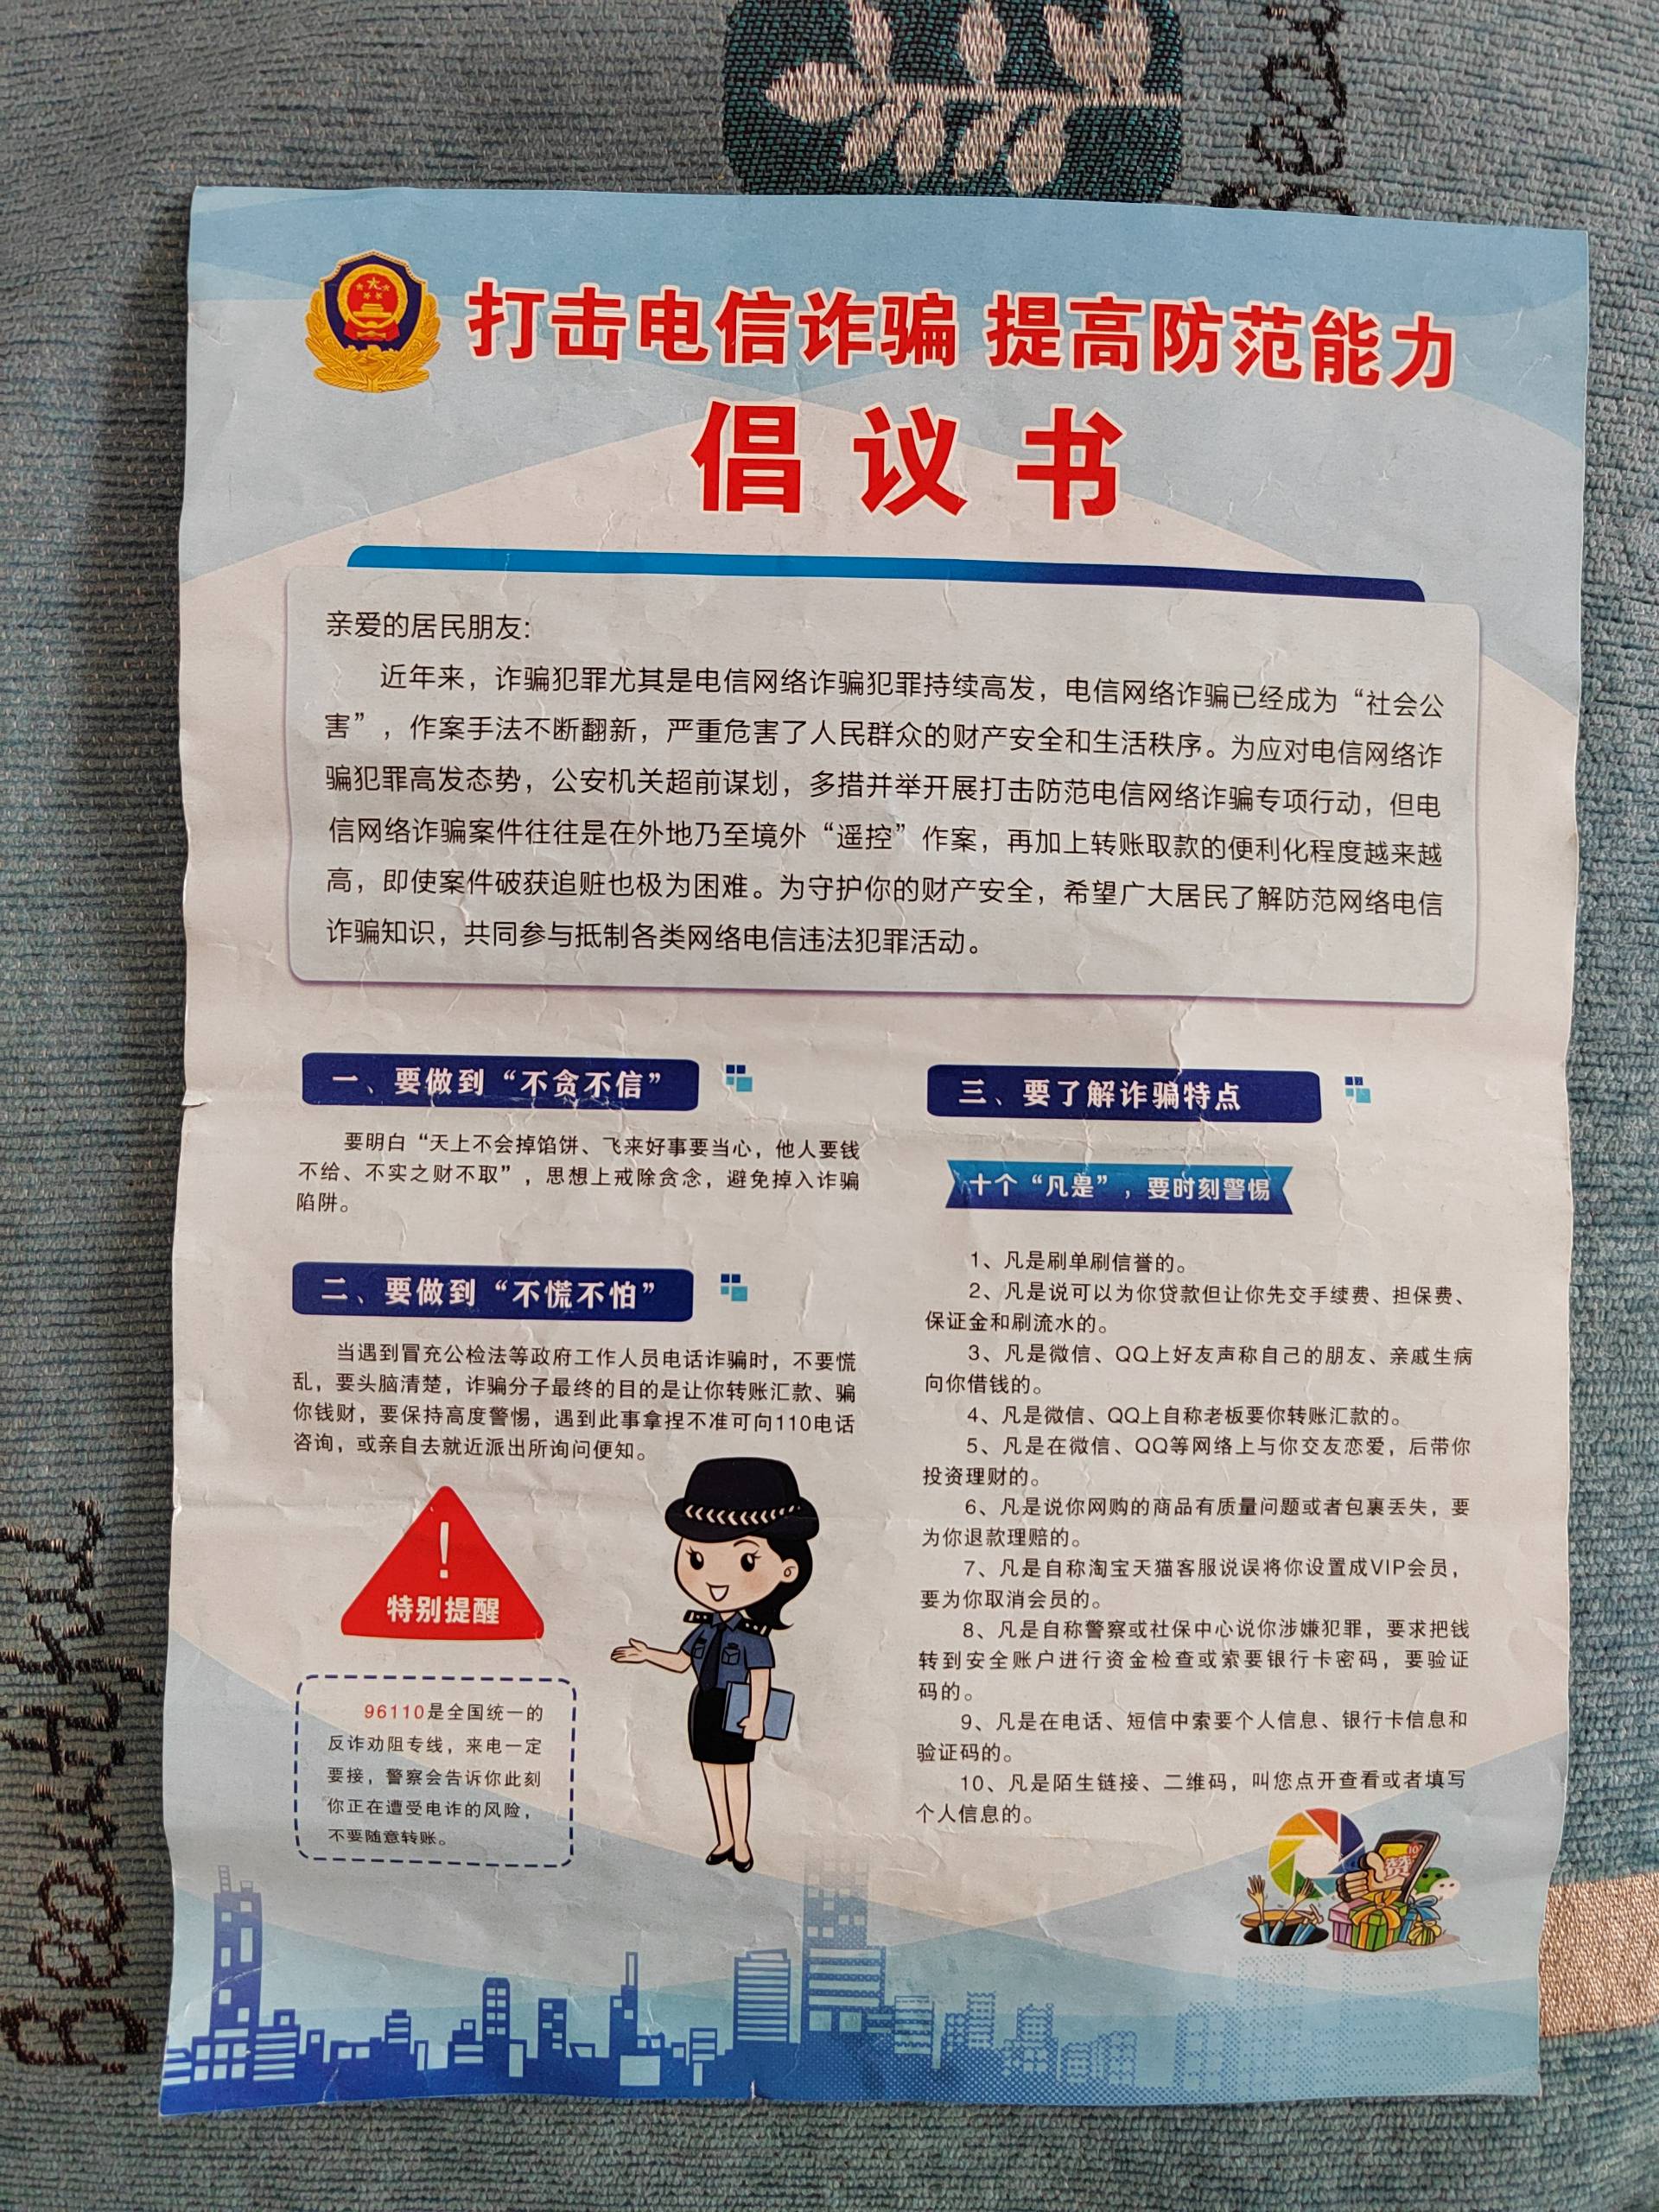 打击电信诈骗 提高防范能力
倡议书
亲爱的居民朋友:
近年来，诈骗犯罪尤其是电信网络诈骗犯罪持续高发，电信网络诈骗已经成为“社会公
害”，作案手法不断翻新，严重危害了人民群众的财产安全和生活秩序。为应对电信网络诈
骗犯罪高发态势，公安机关超前谋划，多措并举开展打击防范电信网络诈骗专项行动，但电
信网络诈骗案件往往是在外地乃至境外“遥控”作案，再加上转账取款的便利化程度越来越
高，即使案件破获追赃也极为困难。为守护你的财产安全，希望广大居民了解防范网络电信
诈骗知识，共同参与抵制各类网络电信违法犯罪活动。
一、要做到“不贪不信”
要明白“天上不会掉馅饼、飞来好事要当心，他人要钱
不给、不实之财不取”，思想上戒除贪念，避免掉入诈骗
陷阱。
二、要做到“不慌不怕”
当遇到冒充公检法等政府工作人员电话诈骗时，不要慌
乱，要头脑清楚，诈骗分子最终的目的是让你转账汇款、骗
你钱财，要保持高度警惕，遇到此事拿捏不准可向110电话
咨询，或亲自去就近派出所询问便知。
!
特别提醒
96110是全国统一的
反诈劝阻专线，来电一定
要接，警察会告诉你此刻
你正在遭受电诈的风险，
不要随意转账。
三、要了解诈骗特点
十个“凡是”，要时刻警惕
1、凡是刷单刷信誉的。
2、凡是说可以为你贷款但让你先交手续费、担保费、
保证金和刷流水的。
3、凡是微信、QQ上好友声称自己的朋友、亲戚生病
向你借钱的。
4、凡是微信、QQ上自称老板要你转账汇款的。
5、凡是在微信、QQ等网络上与你交友恋爱，后带你
投资理财的。
6、凡是说你网购的商品有质量问题或者包裹丢失，要
为你退款理赔的。
7、凡是自称淘宝天猫客服说误将你设置成VIP会员，
要为你取消会员的。
8、凡是自称警察或社保中心说你涉嫌犯罪，要求把钱
转到安全账户进行资金检查或索要银行卡密码，要验证
码的。
9、凡是在电话、短信中索要个人信息、银行卡信息和
验证码的。
10、凡是陌生链接、二维码，叫您点开查看或者填写
个人信息的。
赞
10
Beauty